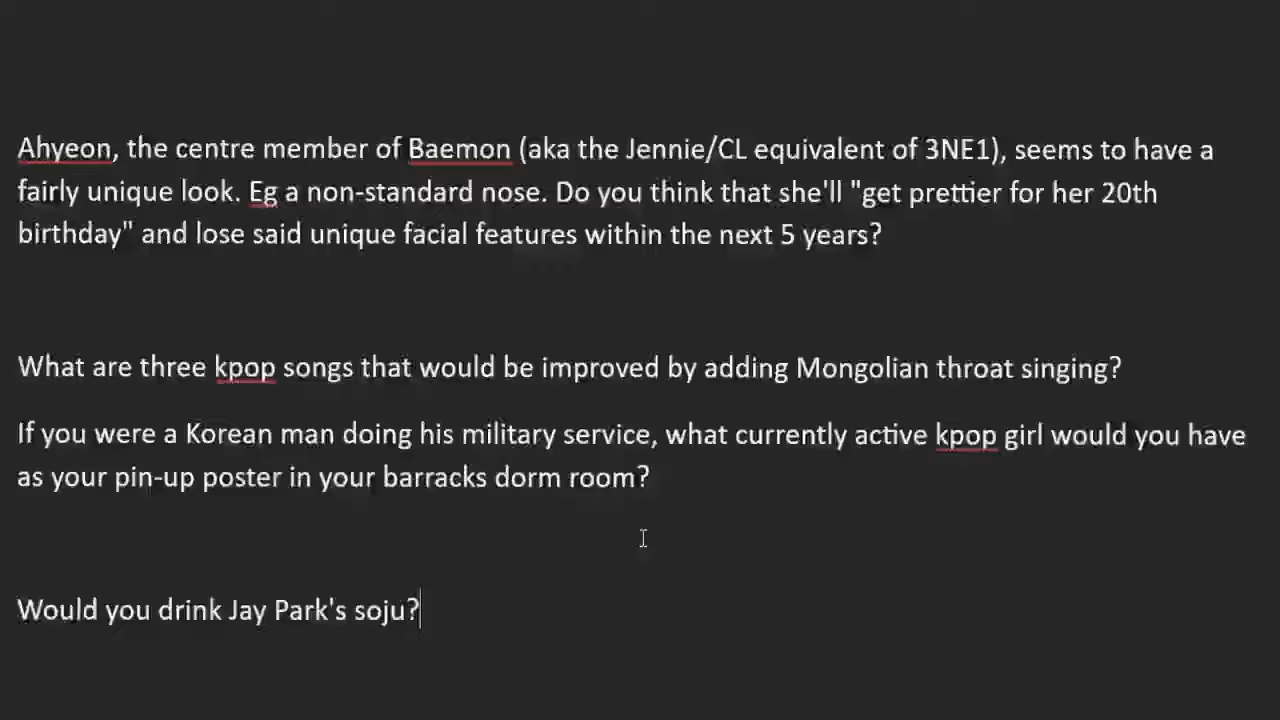 Ahyeon, the centre member of Baemon (aka the Jennie/CL equivalent of 3NE1), seems to have a
fairly unique look. Eg a non-standard nose. Do you think that she'll "get prettier for her 20th
birthday" and lose said unique facial features within the next 5 years?
What are three kpop songs that would be improved by adding Mongolian throat singing?
If you were a Korean man doing his military service, what currently active kpop girl would you have
as your pin-up poster in your barracks dorm room?
Would you drink Jay Park's soju?